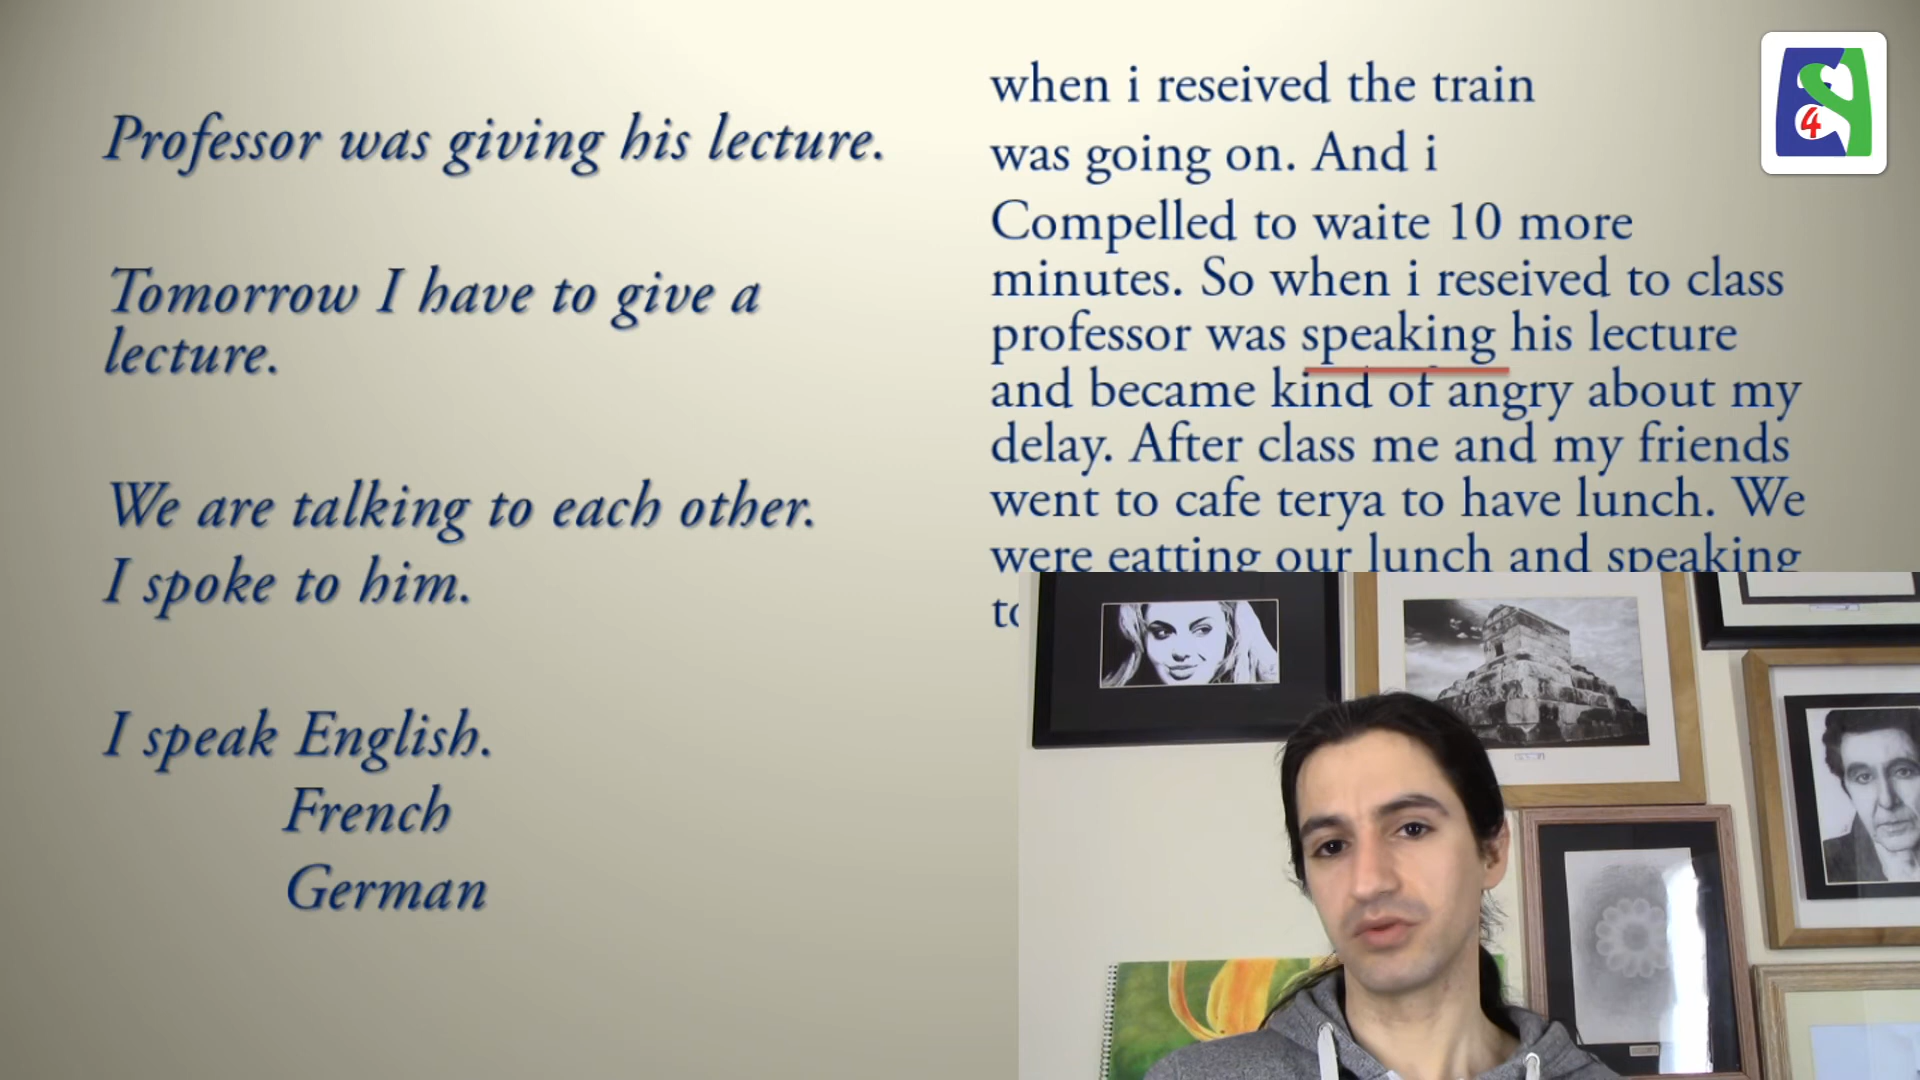 Professor was giving his lecture.
Tomorrow I have to give a
lecture.
We are talking to each other.
I spoke to him.
I speak English.
French
German
when i reseived the train
was going on. And i
Compelled to waite 10 more
minutes. So when i reseived to class
professor was speaking his lecture
and became kind of angry about my
delay. After class me and my friends
went to cafe terya to have lunch. We
were eatting our lunch and speaking
4